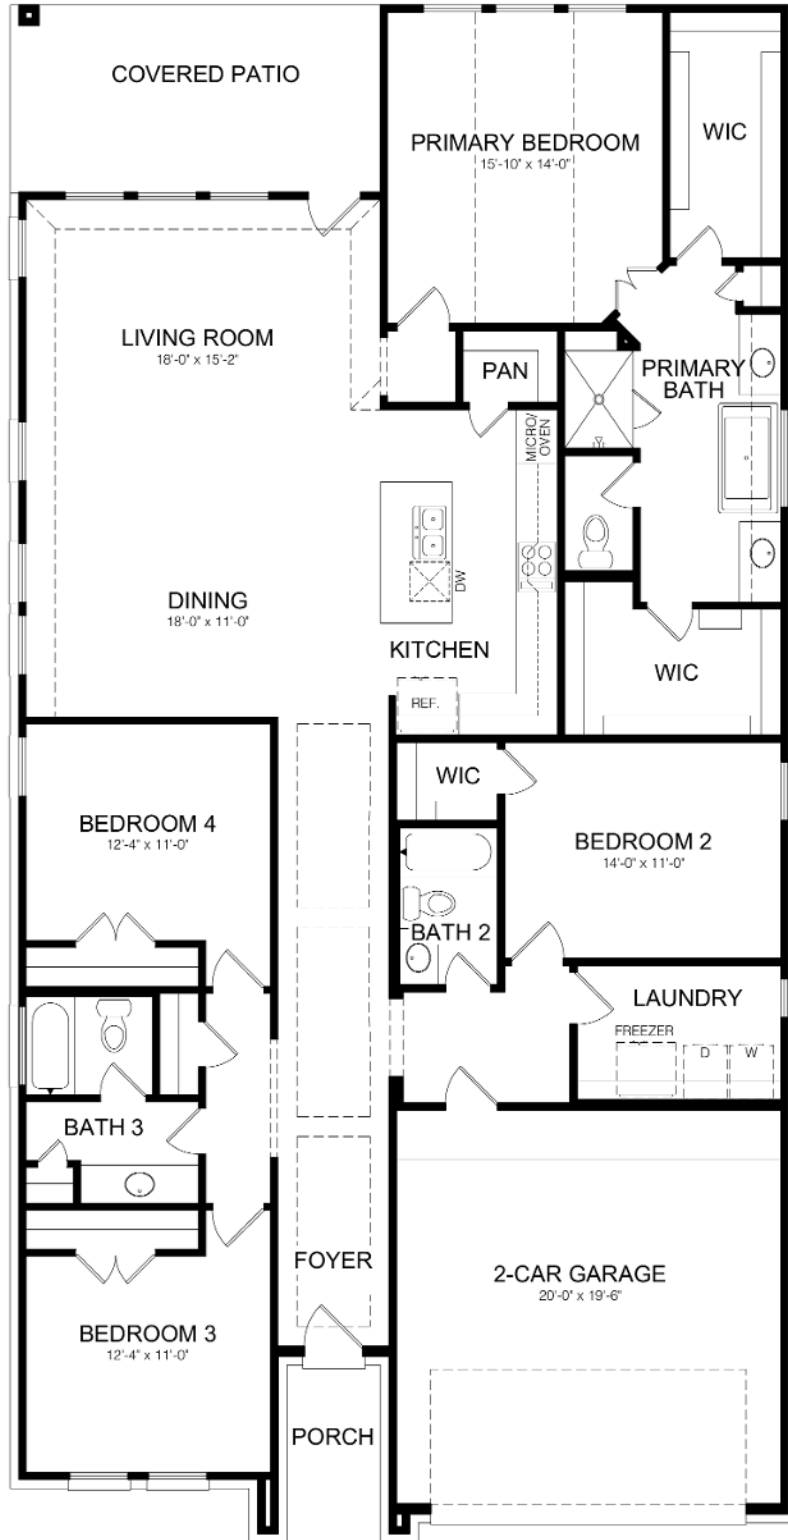 COVERED PATIO
PRIMARY BEDROOM
15'-10" x 14'-0"
WIC
LIVING ROOM
18'-0" x 15'-2"
PAN
PRIMARY
BATH
MICRO/
OVEN
DINING
18'-0" x 11'-0"
DW
KITCHEN
REF.
WIC
WIC
BEDROOM 4
12'-4" x 11'-0"
BEDROOM 2
14'-0" x 11'-0"
BATH 2
LAUNDRY
FREEZER
D
W
BATH 3
FOYER
2-CAR GARAGE
20'-0" x 19'-6"
BEDROOM 3
12'-4" x 11'-0"
PORCH